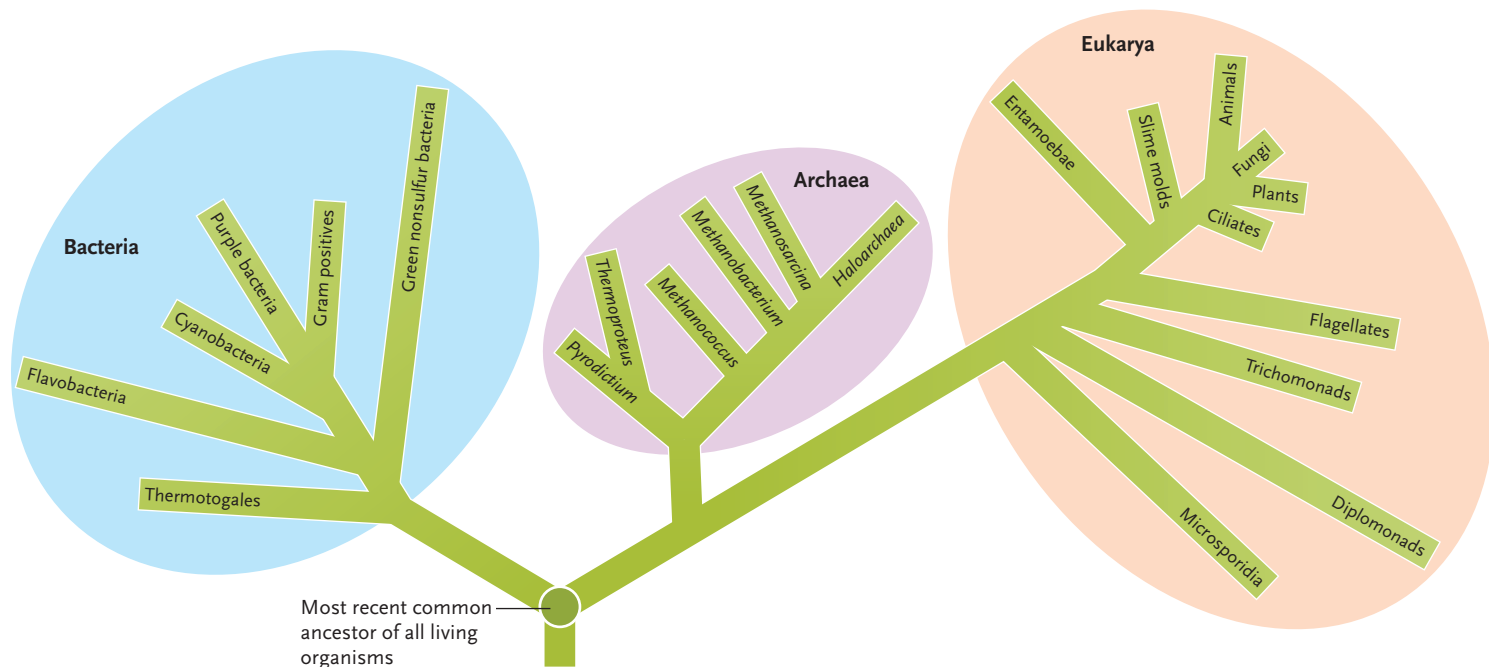 Bacteria
Green nonsulfur bacteria
Gram positives
Purple bacteria
Cyanobacteria
Flavobacteria
Thermotogales
Archaea
Pyrodictium
Thermoproteus
Methanococcus
Methanobacterium
Methanosarcina
Haloarchaea
Eukarya
Entamoebae
Slime molds
Animals
Fungi
Plants
Ciliates
Flagellates
Trichomonads
Diplomonads
Microsporidia
Most recent common
ancestor of all living
organisms